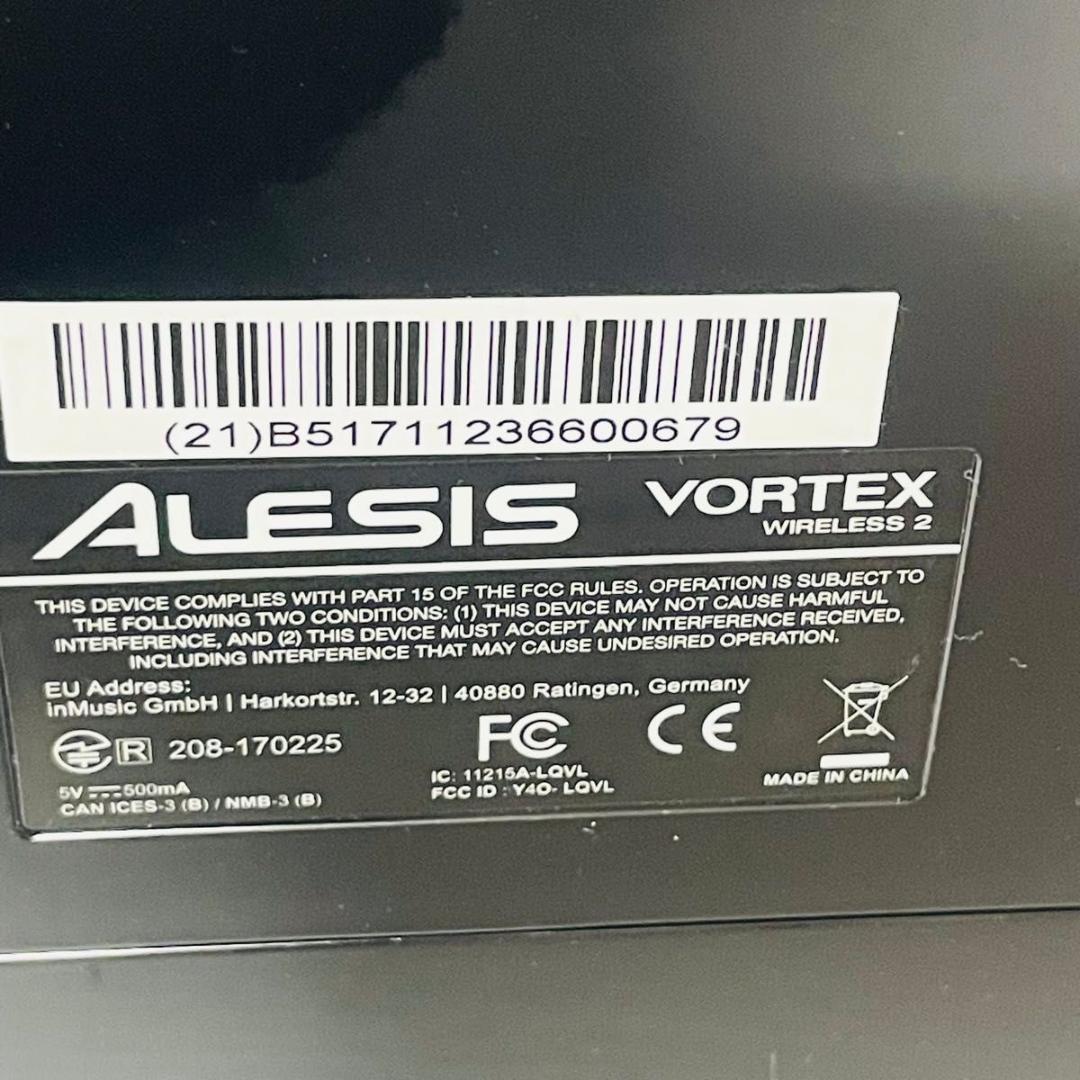 (21)B51711236600679
ALESIS
VORTEX
WIRELESS 2
THIS DEVICE COMPLIES WITH PART 15 OF THE FCC RULES. OPERATION IS SUBJECT TO
THE FOLLOWING TWO CONDITIONS: (1) THIS DEVICE MAY NOT CAUSE HARMFUL
INTERFERENCE, AND (2) THIS DEVICE MUST ACCEPT ANY INTERFERENCE RECEIVED,
INCLUDING INTERFERENCE THAT MAY CAUSE UNDESIRED OPERATION.
EU Address:
inMusic GmbH | Harkortstr. 12-32 | 40880 Ratingen, Germany
R 208-170225
FC CE
IC: 11215A-LQVL
FCC ID : Y4O- LQVL
MADE IN CHINA
5V ⎓ 500mA
CAN ICES-3 (B) / NMB-3 (B)